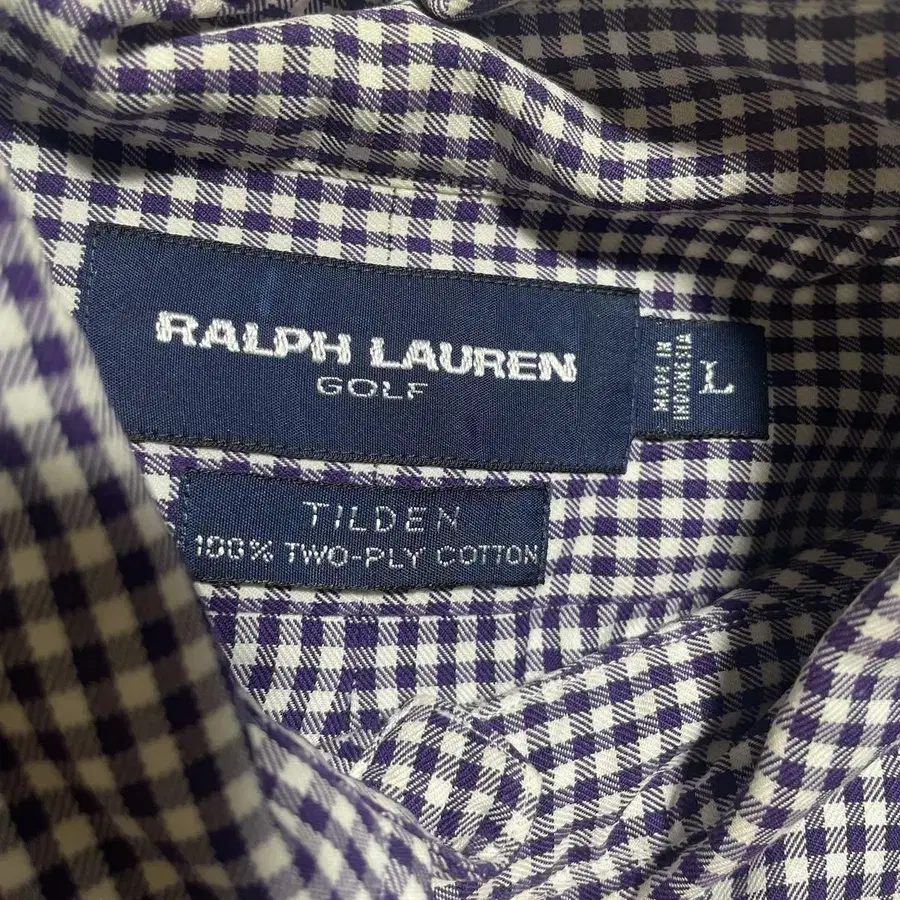 RALPH LAUREN
GOLF
MADE IN
INDONESIA
L
TILDEN
100% TWO-PLY COTTON